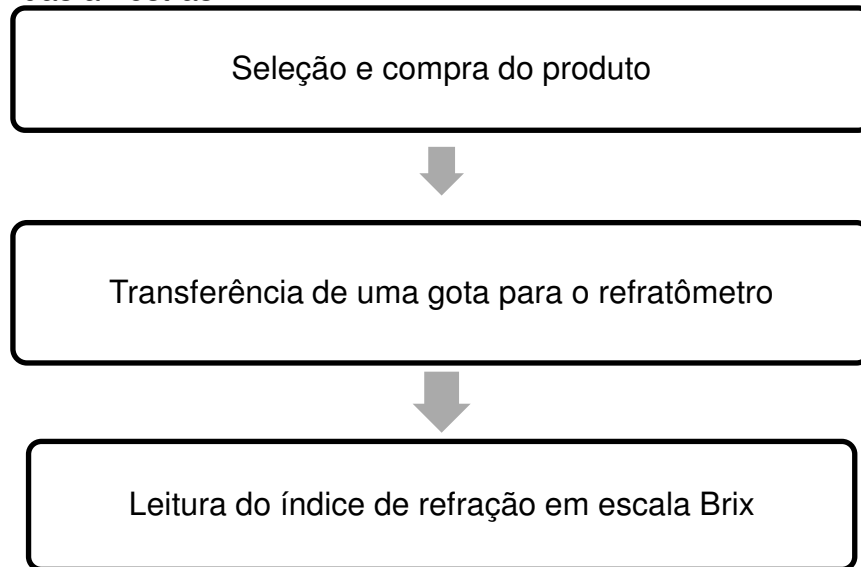 Seleção e compra do produto
Transferência de uma gota para o refratômetro
Leitura do índice de refração em escala Brix